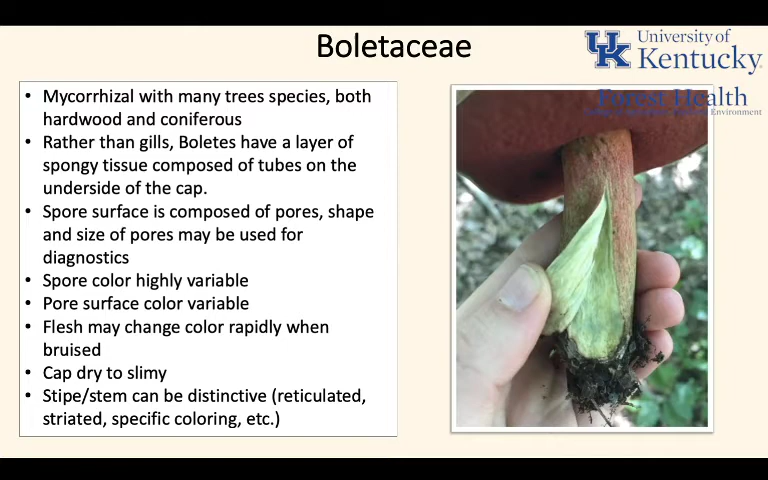 Boletaceae
University of
Kentucky
Forest Health
Environment
• Mycorrhizal with many trees species, both
hardwood and coniferous
• Rather than gills, Boletes have a layer of
spongy tissue composed of tubes on the
underside of the cap.
• Spore surface is composed of pores, shape
and size of pores may be used for
diagnostics
• Spore color highly variable
• Pore surface color variable
• Flesh may change color rapidly when
bruised
• Cap dry to slimy
• Stipe/stem can be distinctive (reticulated,
striated, specific coloring, etc.)